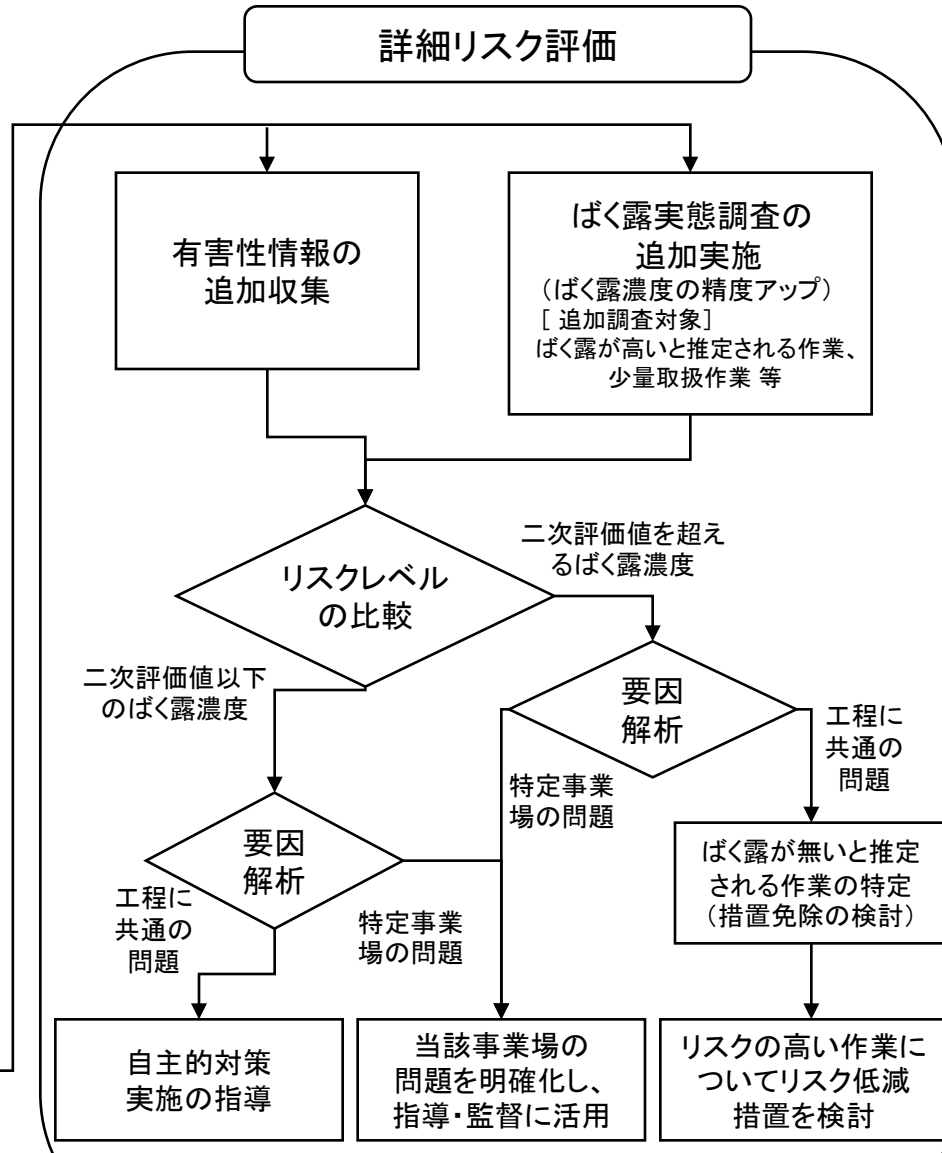 詳細リスク評価
有害性情報の
追加収集
ばく露実態調査の
追加実施
（ばく露濃度の精度アップ）
［ 追加調査対象］
ばく露が高いと推定される作業、
少量取扱作業 等
リスクレベル
の比較
二次評価値を超え
るばく露濃度
二次評価値以下
のばく露濃度
要因
解析
工程に
共通の
問題
特定事業
場の問題
要因
解析
工程に
共通の
問題
特定事業
場の問題
ばく露が無いと推定
される作業の特定
（措置免除の検討）
自主的対策
実施の指導
当該事業場の
問題を明確化し、
指導・監督に活用
リスクの高い作業に
ついてリスク低減
措置を検討